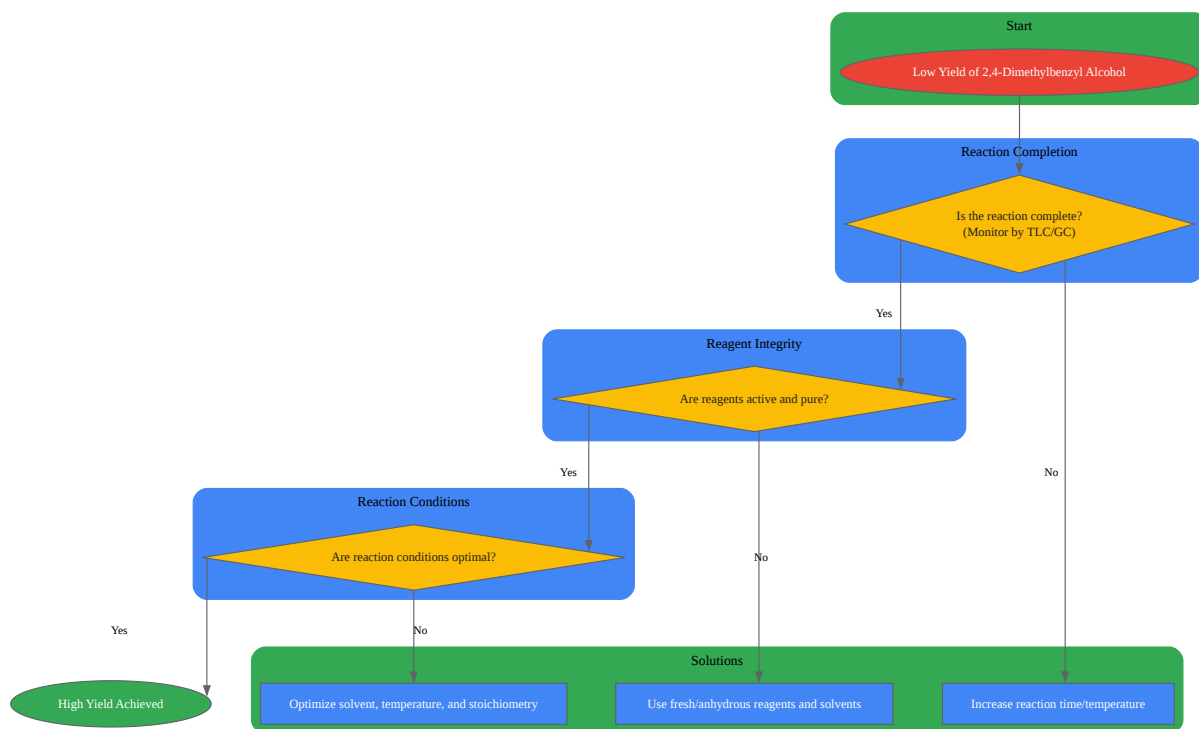 Start
Low Yield of 2,4-Dimethylbenzyl Alcohol
Reaction Completion
Is the reaction complete?
(Monitor by TLC/GC)
Yes
Reagent Integrity
Are reagents active and pure?
Yes
No
Reaction Conditions
Are reaction conditions optimal?
No
Yes
No
Solutions
High Yield Achieved
Optimize solvent, temperature, and stoichiometry
Use fresh/anhydrous reagents and solvents
Increase reaction time/temperature